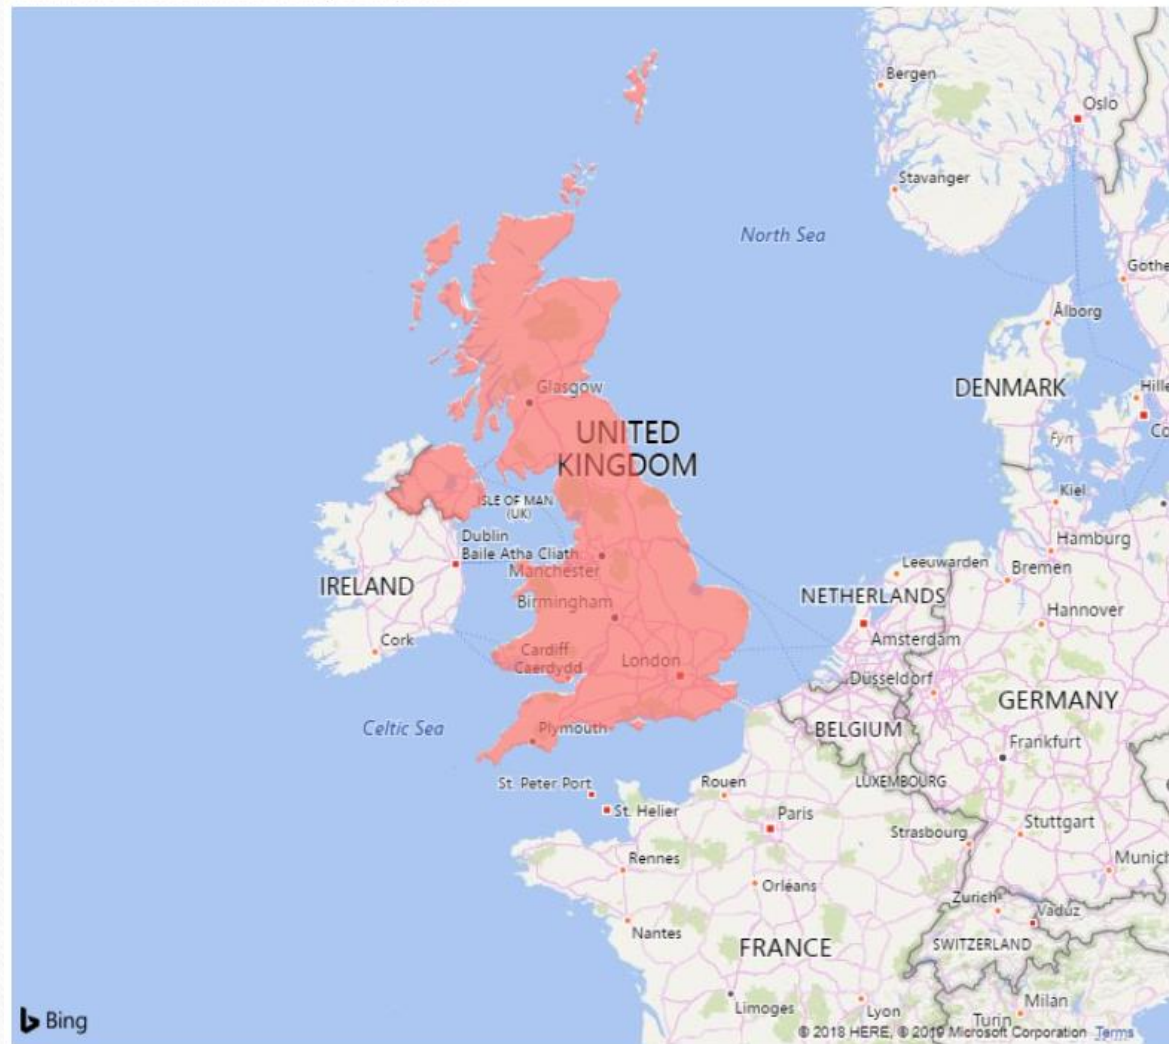 Bergen
Oslo
Stavanger
North Sea
Gothe
Ålborg
DENMARK
Hille
Co
Fyn
Glasgow
UNITED
KINGDOM
Kiel
ISLE OF MAN
(UK)
Hamburg
Dublin
Baile Atha Cliath
Manchester
Leeuwarden
Bremen
IRELAND
NETHERLANDS
Birmingham
Hannover
Amsterdam
Cork
Cardiff
Caerdydd
London
Düsseldorf
GERMANY
Celtic Sea
Plymouth
BELGIUM
Frankfurt
St. Peter Port
Rouen
LUXEMBOURG
St. Helier
Paris
Strasbourg
Stuttgart
Rennes
Munich
Orléans
Zurich
Vaduz
Nantes
FRANCE
SWITZERLAND
Limoges
Lyon
Milan
Turin
Bing
© 2018 HERE, © 2019 Microsoft Corporation Terms